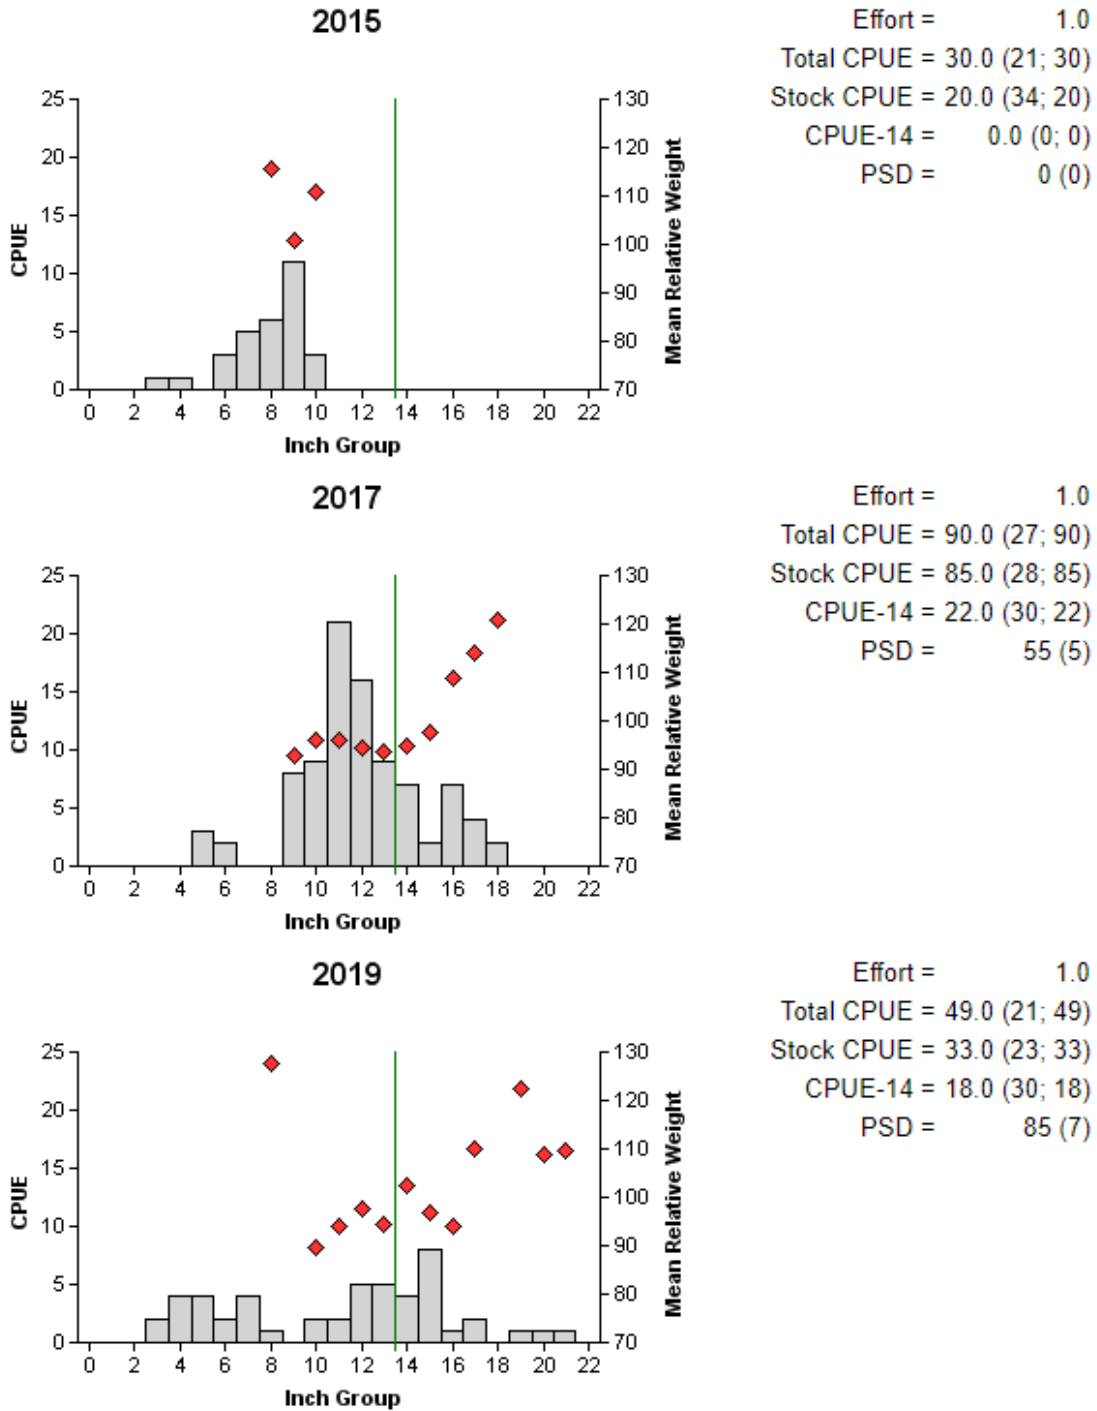 2015
Effort = 1.0
Total CPUE = 30.0 (21; 30)
Stock CPUE = 20.0 (34; 20)
CPUE-14 = 0.0 (0; 0)
PSD = 0 (0)
25
20
15
10
5
0
CPUE
130
120
110
100
90
80
70
Mean Relative Weight
0 2 4 6 8 10 12 14 16 18 20 22
Inch Group
2017
Effort = 1.0
Total CPUE = 90.0 (27; 90)
Stock CPUE = 85.0 (28; 85)
CPUE-14 = 22.0 (30; 22)
PSD = 55 (5)
25
20
15
10
5
0
CPUE
130
120
110
100
90
80
70
Mean Relative Weight
0 2 4 6 8 10 12 14 16 18 20 22
Inch Group
2019
Effort = 1.0
Total CPUE = 49.0 (21; 49)
Stock CPUE = 33.0 (23; 33)
CPUE-14 = 18.0 (30; 18)
PSD = 85 (7)
25
20
15
10
5
0
CPUE
130
120
110
100
90
80
70
Mean Relative Weight
0 2 4 6 8 10 12 14 16 18 20 22
Inch Group